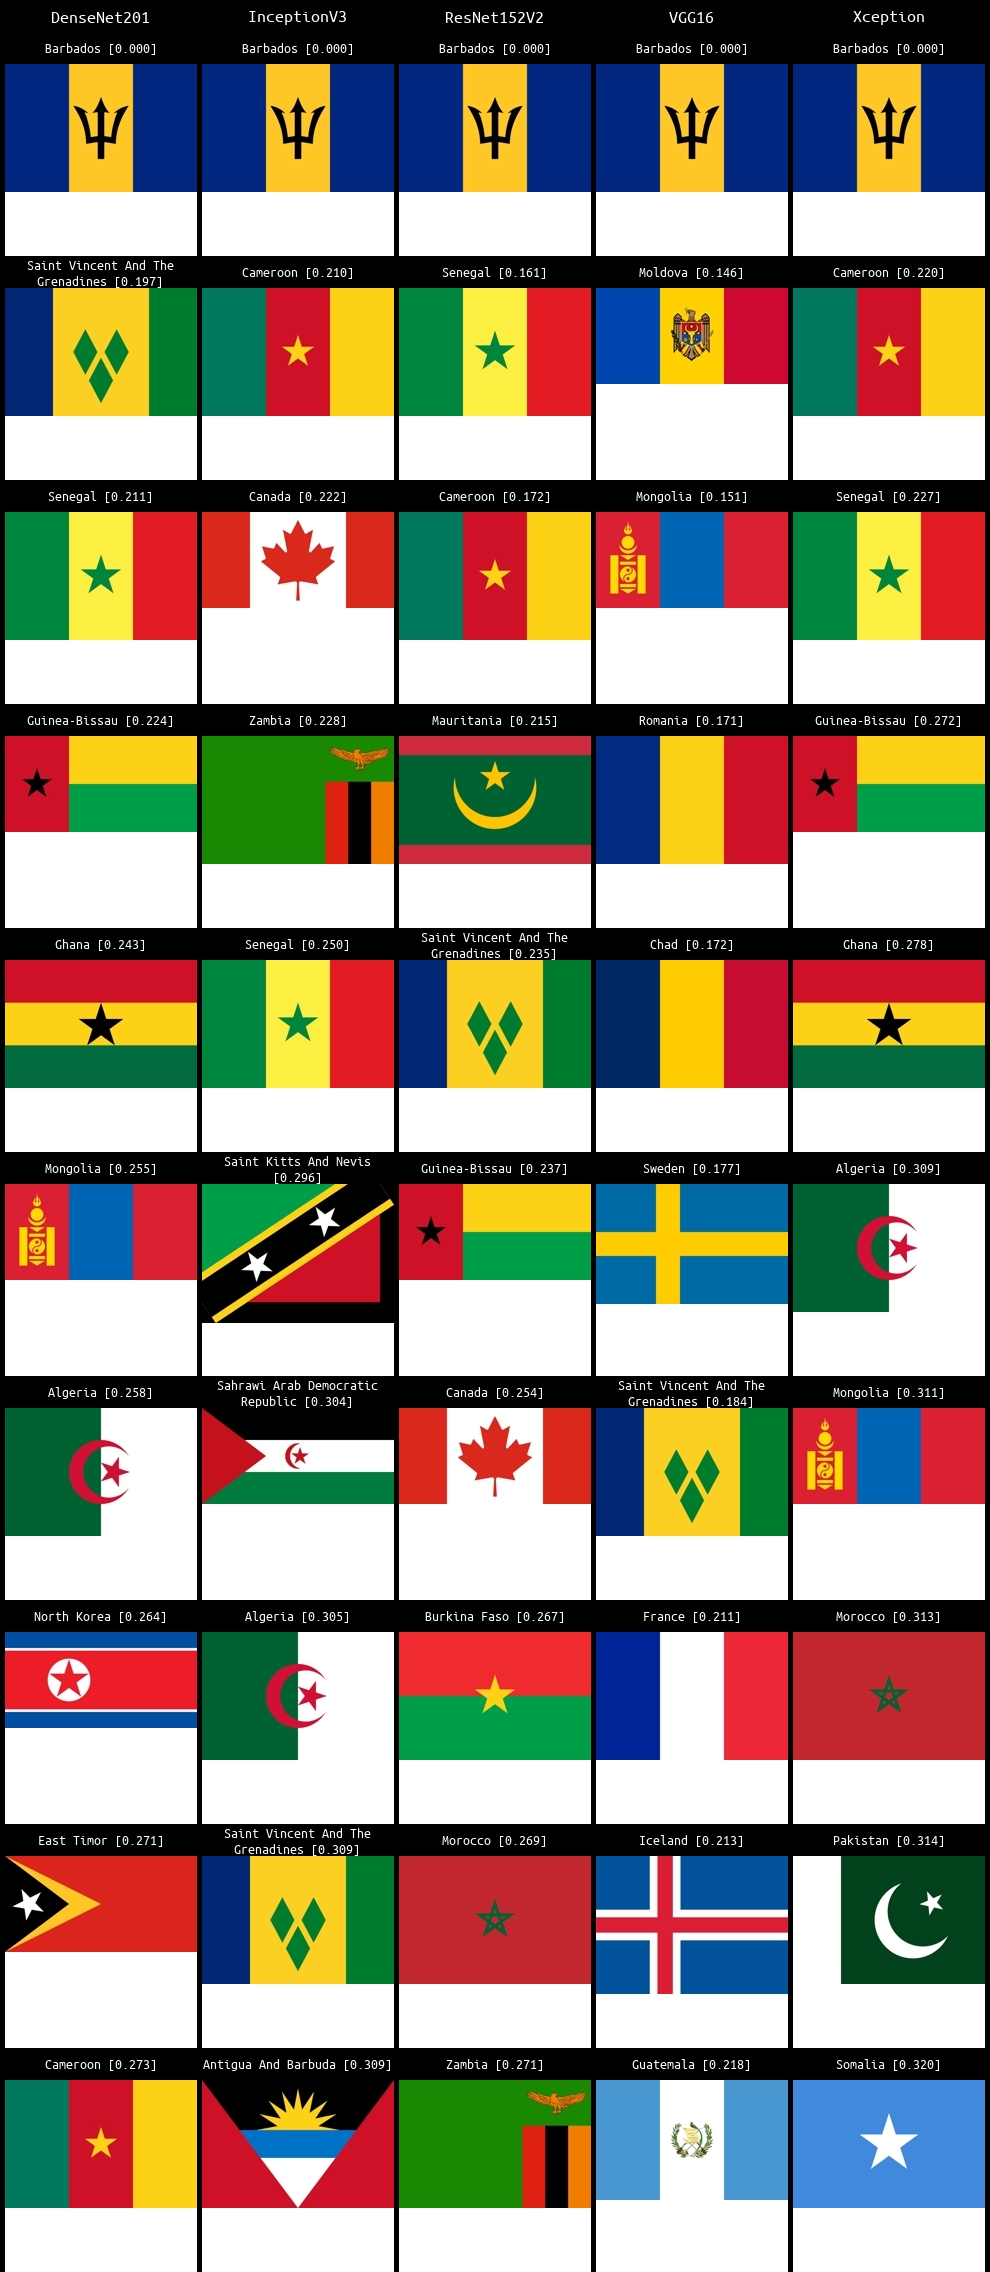 DenseNet201 InceptionV3 ResNet152V2 VGG16 Xception
Barbados [0.000] Barbados [0.000] Barbados [0.000] Barbados [0.000] Barbados [0.000]
Saint Vincent And The
Grenadines [0.197] Cameroon [0.210] Senegal [0.161] Moldova [0.146] Cameroon [0.220]
Senegal [0.211] Canada [0.222] Cameroon [0.172] Mongolia [0.151] Senegal [0.227]
Guinea-Bissau [0.224] Zambia [0.228] Mauritania [0.215] Romania [0.171] Guinea-Bissau [0.272]
Ghana [0.243] Senegal [0.250] Saint Vincent And The
Grenadines [0.235] Chad [0.172] Ghana [0.278]
Mongolia [0.255] Saint Kitts And Nevis
[0.296] Guinea-Bissau [0.237] Sweden [0.177] Algeria [0.309]
Algeria [0.258] Sahrawi Arab Democratic
Republic [0.304] Canada [0.254] Saint Vincent And The
Grenadines [0.184] Mongolia [0.311]
North Korea [0.264] Algeria [0.305] Burkina Faso [0.267] France [0.211] Morocco [0.313]
East Timor [0.271] Saint Vincent And The
Grenadines [0.309] Morocco [0.269] Iceland [0.213] Pakistan [0.314]
Cameroon [0.273] Antigua And Barbuda [0.309] Zambia [0.271] Guatemala [0.218] Somalia [0.320]